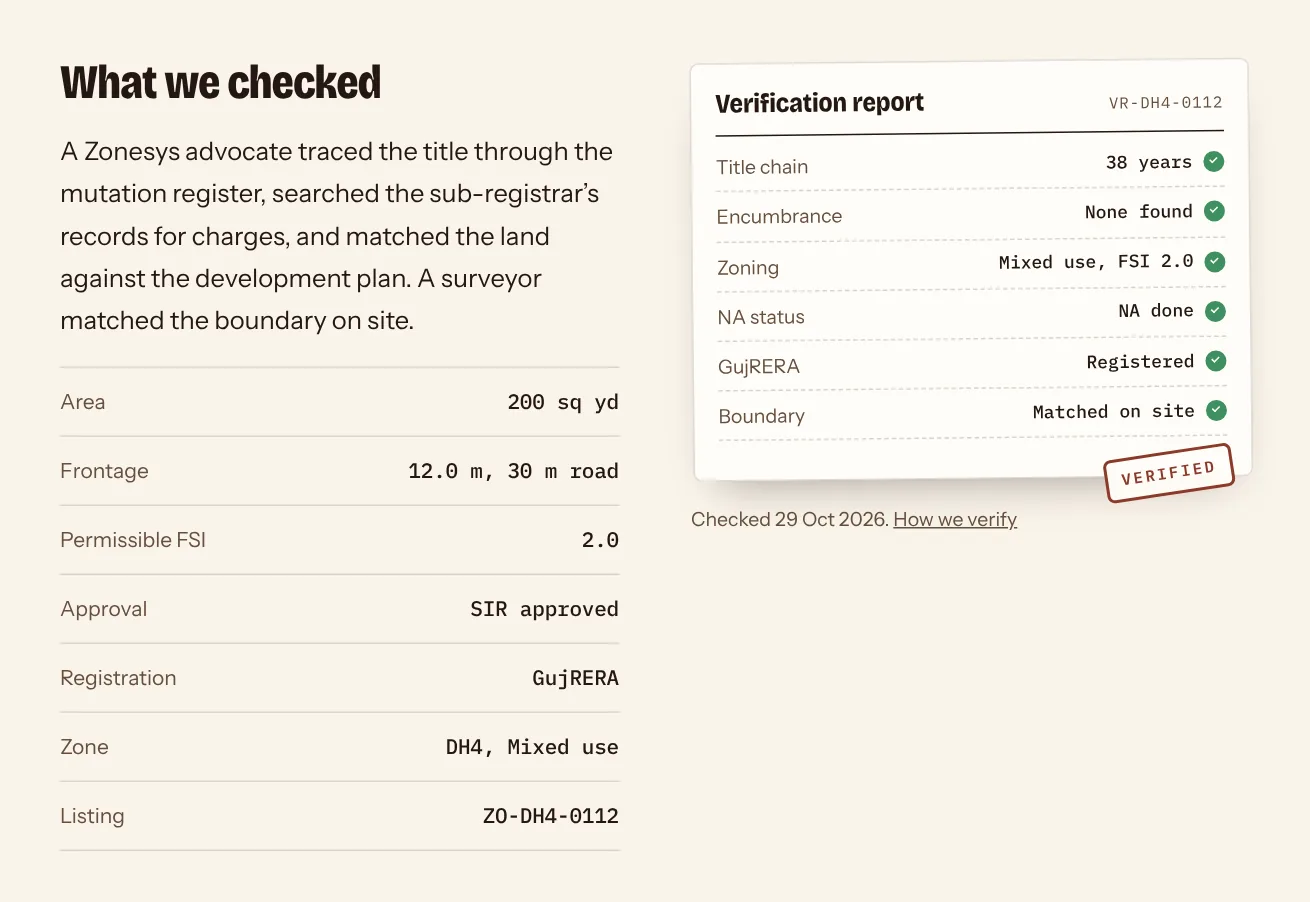 What we checked
A Zonesys advocate traced the title through the
mutation register, searched the sub-registrar’s
records for charges, and matched the land
against the development plan. A surveyor
matched the boundary on site.
Area 200 sq yd
Frontage 12.0 m, 30 m road
Permissible FSI 2.0
Approval SIR approved
Registration GujRERA
Zone DH4, Mixed use
Listing ZO-DH4-0112
Verification report VR-DH4-0112
Title chain 38 years
Encumbrance None found
Zoning Mixed use, FSI 2.0
NA status NA done
GujRERA Registered
Boundary Matched on site
VERIFIED
Checked 29 Oct 2026. How we verify